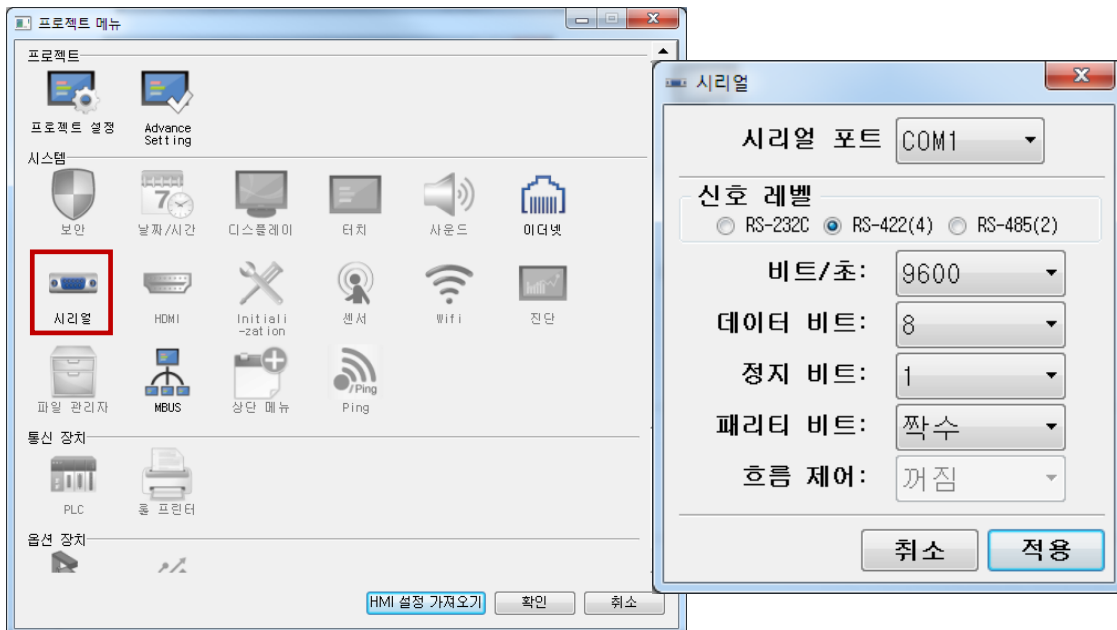 프로젝트 메뉴
프로젝트
프로젝트 설정
Advance
Setting
시스템
7
보안
날짜/시간
디스플레이
터치
사운드
이더넷
시리얼
HDMI
Initiali
-zation
센서
Wifi
진단
/Ping
파일 관리자
MBUS
상단 메뉴
Ping
통신 장치
PLC
롤 프린터
옵션 장치
HMI 설정 가져오기
확인
취소
시리얼
시리얼 포트
COM1
신호 레벨
RS-232C
RS-422(4)
RS-485(2)
비트/초:
9600
데이터 비트:
8
정지 비트:
1
패리티 비트:
짝수
흐름 제어:
꺼짐
취소
적용